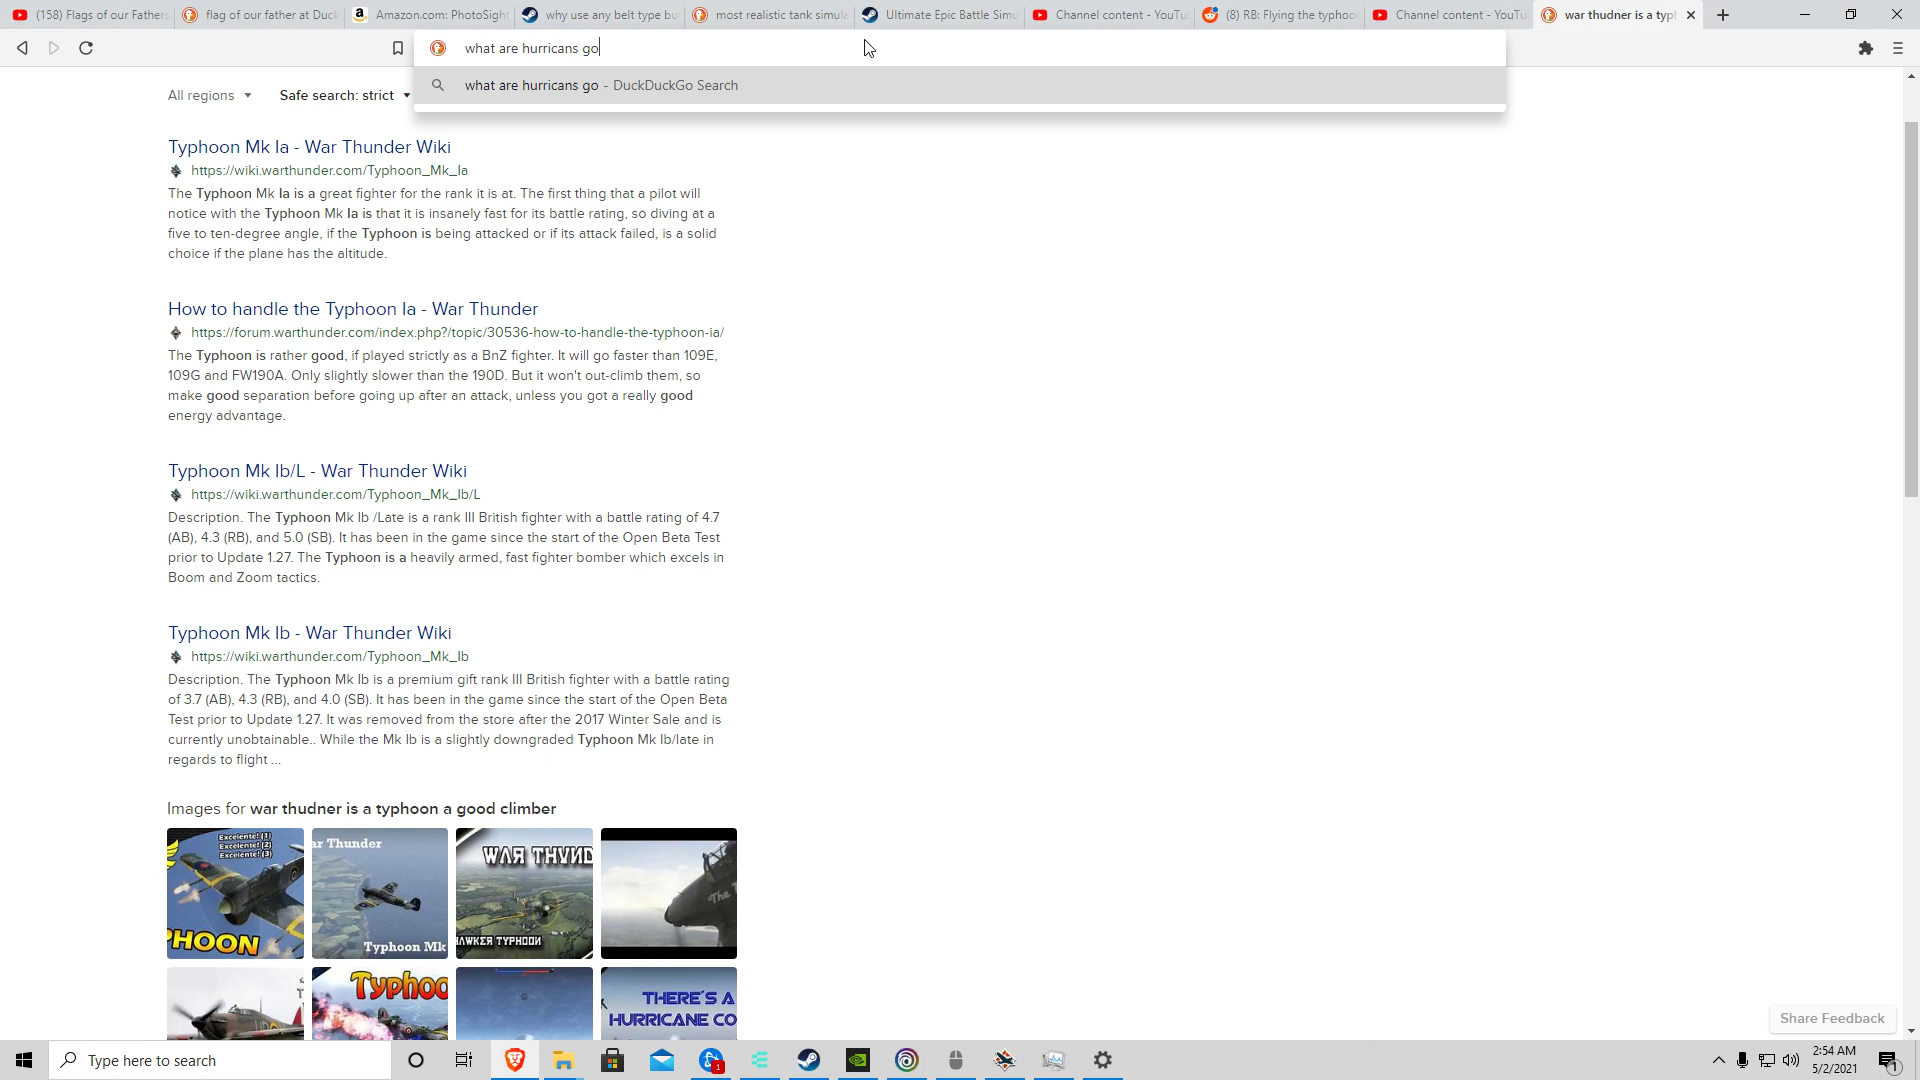 (158) Flags of our Fathers
flag of our father at Duck
Amazon.com: PhotoSight
why use any belt type bu
most realistic tank simula
Ultimate Epic Battle Simu
Channel content - YouTu
(8) RB: Flying the typhoo
Channel content - YouTu
war thudner is a typh
what are hurricans go
what are hurricans go - DuckDuckGo Search
All regions
Safe search: strict
Typhoon Mk Ia - War Thunder Wiki
https://wiki.warthunder.com/Typhoon_Mk_Ia
The Typhoon Mk Ia is a great fighter for the rank it is at. The first thing that a pilot will
notice with the Typhoon Mk Ia is that it is insanely fast for its battle rating, so diving at a
five to ten-degree angle, if the Typhoon is being attacked or if its attack failed, is a solid
choice if the plane has the altitude.
How to handle the Typhoon Ia - War Thunder
https://forum.warthunder.com/index.php?/topic/30536-how-to-handle-the-typhoon-ia/
The Typhoon is rather good, if played strictly as a BnZ fighter. It will go faster than 109E,
109G and FW190A. Only slightly slower than the 190D. But it won't out-climb them, so
make good separation before going up after an attack, unless you got a really good
energy advantage.
Typhoon Mk Ib/L - War Thunder Wiki
https://wiki.warthunder.com/Typhoon_Mk_Ib/L
Description. The Typhoon Mk Ib /Late is a rank III British fighter with a battle rating of 4.7
(AB), 4.3 (RB), and 5.0 (SB). It has been in the game since the start of the Open Beta Test
prior to Update 1.27. The Typhoon is a heavily armed, fast fighter bomber which excels in
Boom and Zoom tactics.
Typhoon Mk Ib - War Thunder Wiki
https://wiki.warthunder.com/Typhoon_Mk_Ib
Description. The Typhoon Mk Ib is a premium gift rank III British fighter with a battle rating
of 3.7 (AB), 4.3 (RB), and 4.0 (SB). It has been in the game since the start of the Open Beta
Test prior to Update 1.27. It was removed from the store after the 2017 Winter Sale and is
currently unobtainable.. While the Mk Ib is a slightly downgraded Typhoon Mk Ib/late in
regards to flight ...
Images for war thudner is a typhoon a good climber
Excelente! (1)
Excelente! (2)
Excelente! (3)
PHOON
ar Thunder
Typhoon Mk
WAR THUND
HAWKER TYPHOON
The
Typhoo
THERE'S A
HURRICANE CO
Share Feedback
Type here to search
1
2:54 AM
5/2/2021
1